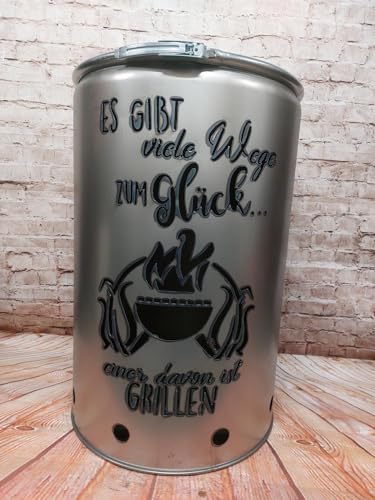 ES GIBT
viele Wege
ZUM Glück...
einer davon ist
GRILLEN